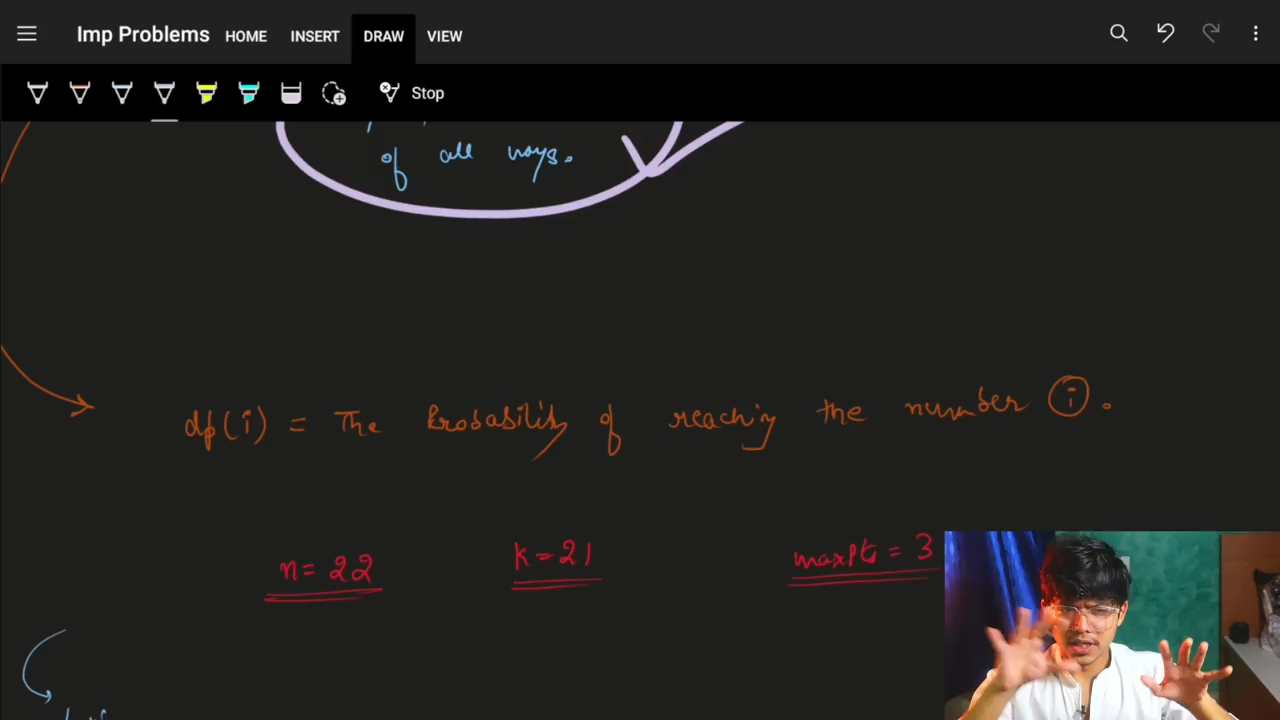 Imp Problems HOME INSERT DRAW VIEW
Stop
of all ways.
dp(i) = The Probability of reaching the number i.
n = 22 k = 21 maxPts = 3